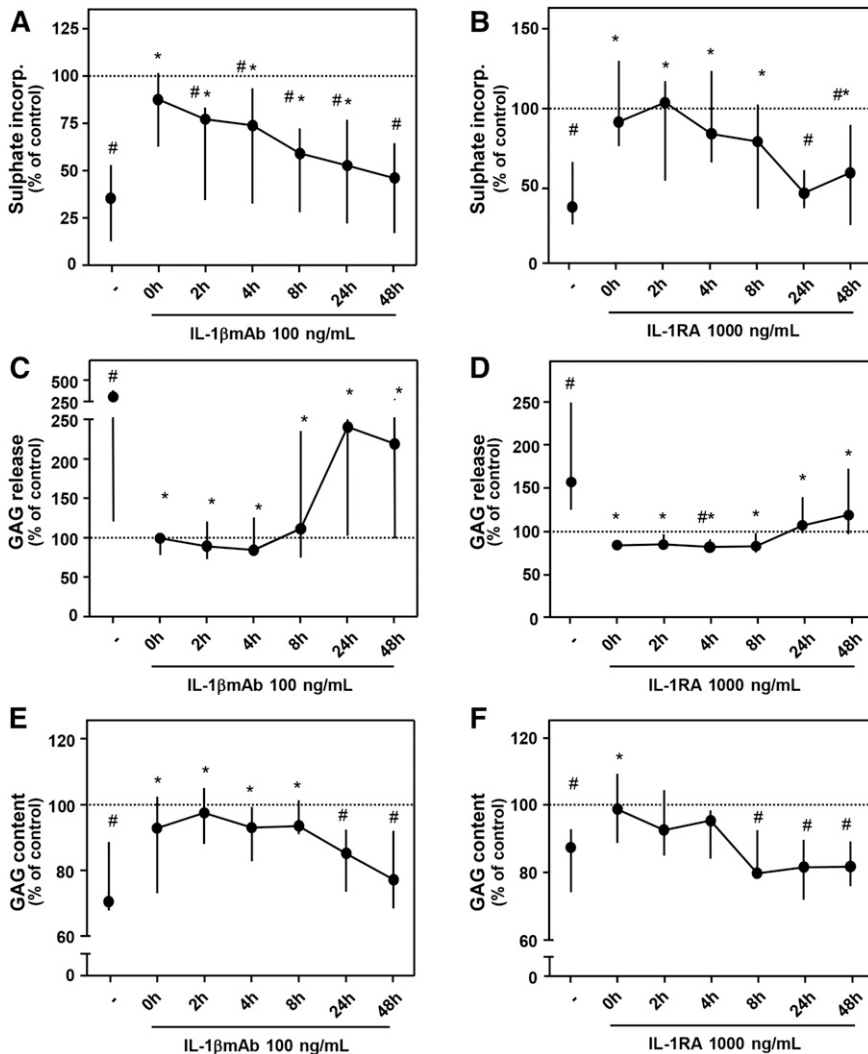 A
Sulphate incorp.
(% of control)
125
100
75
50
25
0
#
*
# *
# *
# *
# *
#
-
0h
2h
4h
8h
24h
48h
IL-1βmAb 100 ng/mL
B
Sulphate incorp.
(% of control)
150
100
50
0
#
*
*
*
*
#
#*
-
0h
2h
4h
8h
24h
48h
IL-1RA 1000 ng/mL
C
GAG release
(% of control)
500
250
250
200
150
100
50
0
#
*
*
*
*
*
*
-
0h
2h
4h
8h
24h
48h
IL-1βmAb 100 ng/mL
D
GAG release
(% of control)
250
200
150
100
50
0
#
*
*
#*
*
*
*
-
0h
2h
4h
8h
24h
48h
IL-1RA 1000 ng/mL
E
GAG content
(% of control)
120
100
80
60
0
#
*
*
*
*
#
#
-
0h
2h
4h
8h
24h
48h
IL-1βmAb 100 ng/mL
F
GAG content
(% of control)
120
100
80
60
0
#
*
#
#
#
-
0h
2h
4h
8h
24h
48h
IL-1RA 1000 ng/mL